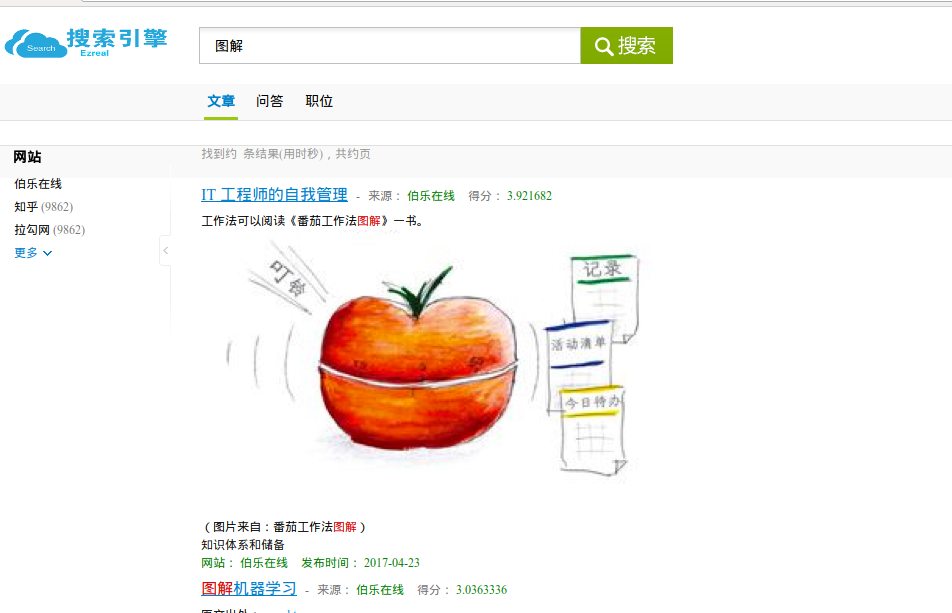 Search
搜索引擎
Ezreal
图解
搜索
文章 问答 职位
网站
伯乐在线
知乎 (9862)
拉勾网 (9862)
更多
找到约 条结果(用时秒)，共约页
IT 工程师的自我管理 - 来源： 伯乐在线 得分： 3.921682
工作法可以阅读《番茄工作法图解》一书。
叮铃
记录
活动清单
今日待办
（图片来自：番茄工作法图解）
知识体系和储备
网站： 伯乐在线 发布时间： 2017-04-23
图解机器学习 - 来源： 伯乐在线 得分： 3.0363336